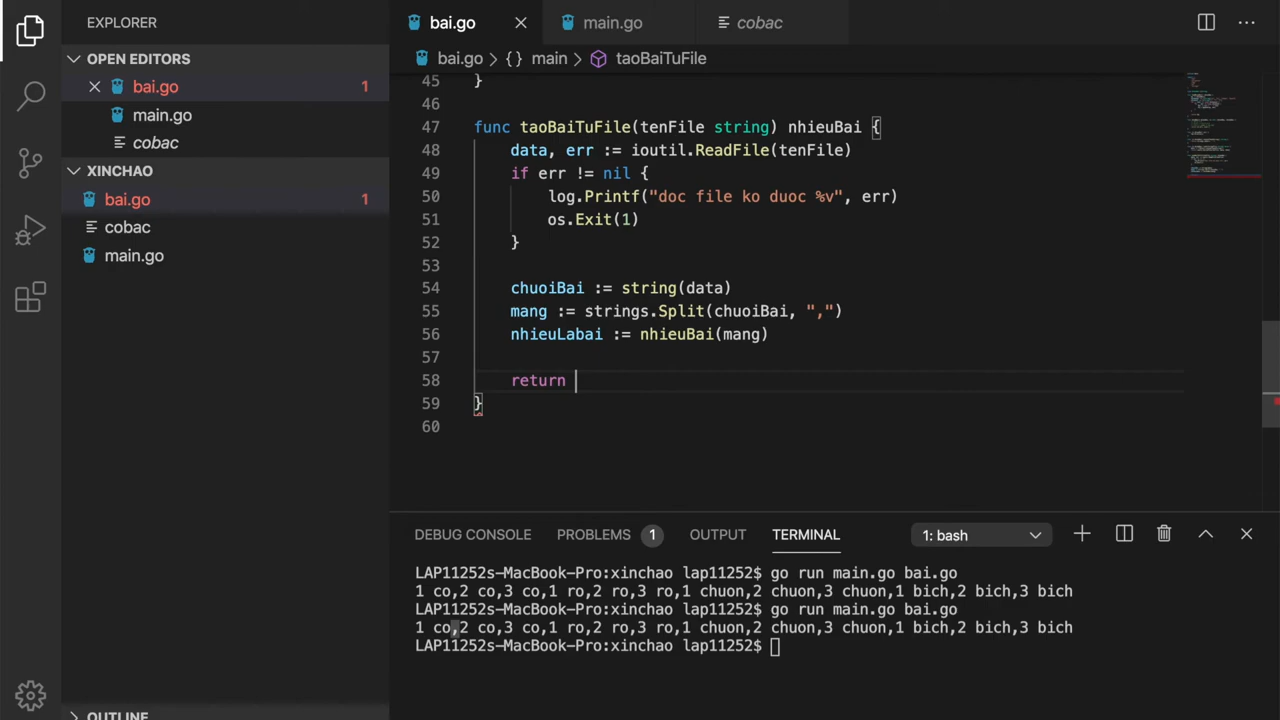 EXPLORER
OPEN EDITORS
bai.go 1
main.go
cobac
XINCHAO
bai.go 1
cobac
main.go
OUTLINE
bai.go
main.go
cobac
bai.go > {} main > taoBaiTuFile
45 }
46
47 func taoBaiTuFile(tenFile string) nhieuBai {
48 data, err := ioutil.ReadFile(tenFile)
49 if err != nil {
50 log.Printf("doc file ko duoc %v", err)
51 os.Exit(1)
52 }
53
54 chuoiBai := string(data)
55 mang := strings.Split(chuoiBai, ",")
56 nhieuLabai := nhieuBai(mang)
57
58 return
59 }
60
DEBUG CONSOLE PROBLEMS 1 OUTPUT TERMINAL 1: bash
LAP11252s-MacBook-Pro:xinchao lap11252$ go run main.go bai.go
1 co,2 co,3 co,1 ro,2 ro,3 ro,1 chuon,2 chuon,3 chuon,1 bich,2 bich,3 bich
LAP11252s-MacBook-Pro:xinchao lap11252$ go run main.go bai.go
1 co,2 co,3 co,1 ro,2 ro,3 ro,1 chuon,2 chuon,3 chuon,1 bich,2 bich,3 bich
LAP11252s-MacBook-Pro:xinchao lap11252$